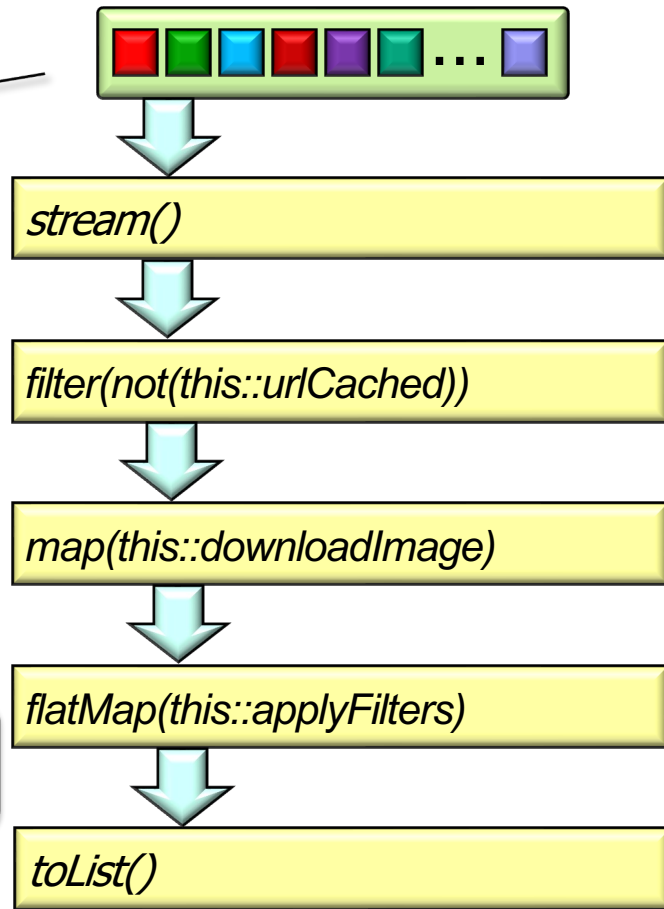 ...
stream()
filter(not(this::urlCached))
map(this::downloadImage)
flatMap(this::applyFilters)
toList()